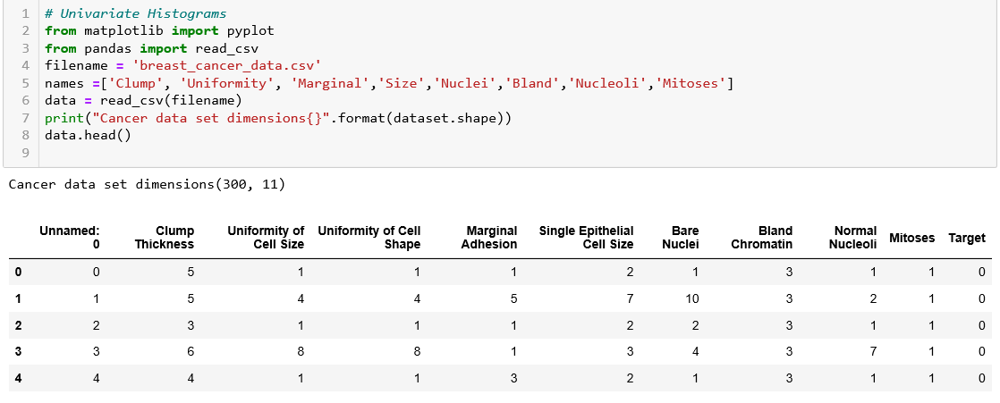 1 # Univariate Histograms
2 from matplotlib import pyplot
3 from pandas import read_csv
4 filename = 'breast_cancer_data.csv'
5 names =['Clump', 'Uniformity', 'Marginal','Size','Nuclei','Bland','Nucleoli','Mitoses']
6 data = read_csv(filename)
7 print("Cancer data set dimensions{}".format(dataset.shape))
8 data.head()
9
Cancer data set dimensions(300, 11)
Unnamed: Clump Uniformity of Uniformity of Cell Marginal Single Epithelial Bare Bland Normal Mitoses Target
0 Thickness Cell Size Shape Adhesion Cell Size Nuclei Chromatin Nucleoli
0 0 5 1 1 1 2 1 3 1 1 0
1 1 5 4 4 5 7 10 3 2 1 0
2 2 3 1 1 1 2 2 3 1 1 0
3 3 6 8 8 1 3 4 3 7 1 0
4 4 4 1 1 3 2 1 3 1 1 0